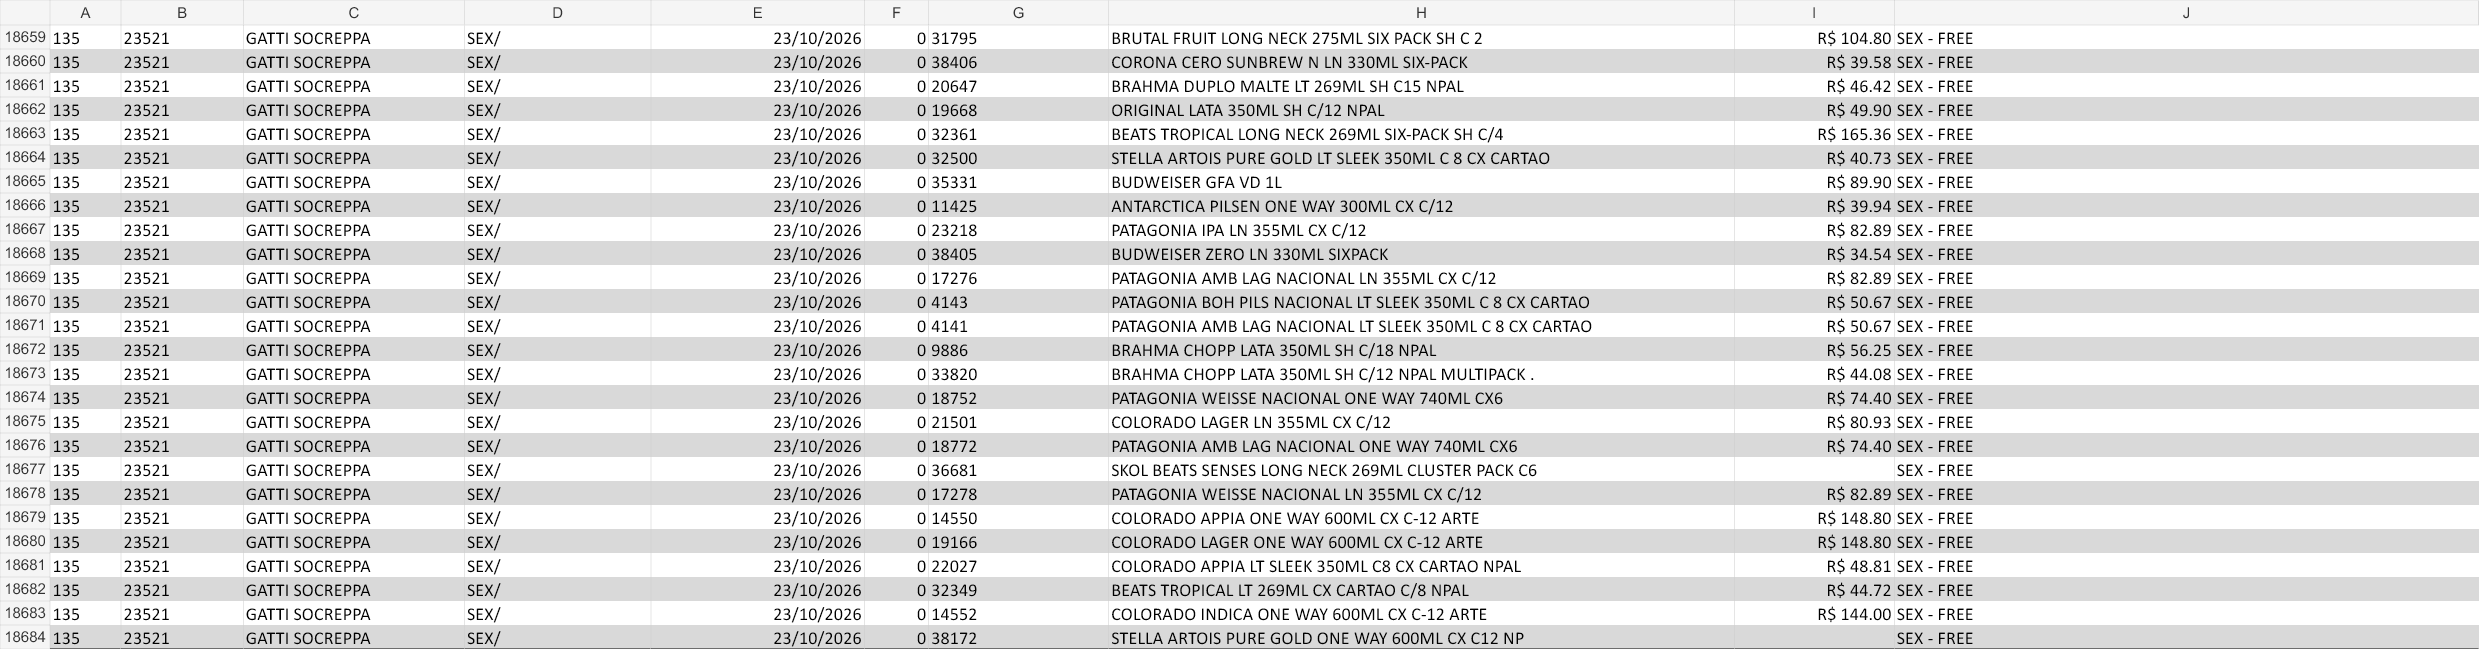 A B C D E F G H I J
18659 135 23521 GATTI SOCREPPA SEX/ 23/10/2026 0 31795 BRUTAL FRUIT LONG NECK 275ML SIX PACK SH C 2 R$ 104.80 SEX - FREE
18660 135 23521 GATTI SOCREPPA SEX/ 23/10/2026 0 38406 CORONA CERO SUNBREW N LN 330ML SIX-PACK R$ 39.58 SEX - FREE
18661 135 23521 GATTI SOCREPPA SEX/ 23/10/2026 0 20647 BRAHMA DUPLO MALTE LT 269ML SH C15 NPAL R$ 46.42 SEX - FREE
18662 135 23521 GATTI SOCREPPA SEX/ 23/10/2026 0 19668 ORIGINAL LATA 350ML SH C/12 NPAL R$ 49.90 SEX - FREE
18663 135 23521 GATTI SOCREPPA SEX/ 23/10/2026 0 32361 BEATS TROPICAL LONG NECK 269ML SIX-PACK SH C/4 R$ 165.36 SEX - FREE
18664 135 23521 GATTI SOCREPPA SEX/ 23/10/2026 0 32500 STELLA ARTOIS PURE GOLD LT SLEEK 350ML C 8 CX CARTAO R$ 40.73 SEX - FREE
18665 135 23521 GATTI SOCREPPA SEX/ 23/10/2026 0 35331 BUDWEISER GFA VD 1L R$ 89.90 SEX - FREE
18666 135 23521 GATTI SOCREPPA SEX/ 23/10/2026 0 11425 ANTARCTICA PILSEN ONE WAY 300ML CX C/12 R$ 39.94 SEX - FREE
18667 135 23521 GATTI SOCREPPA SEX/ 23/10/2026 0 23218 PATAGONIA IPA LN 355ML CX C/12 R$ 82.89 SEX - FREE
18668 135 23521 GATTI SOCREPPA SEX/ 23/10/2026 0 38405 BUDWEISER ZERO LN 330ML SIXPACK R$ 34.54 SEX - FREE
18669 135 23521 GATTI SOCREPPA SEX/ 23/10/2026 0 17276 PATAGONIA AMB LAG NACIONAL LN 355ML CX C/12 R$ 82.89 SEX - FREE
18670 135 23521 GATTI SOCREPPA SEX/ 23/10/2026 0 4143 PATAGONIA BOH PILS NACIONAL LT SLEEK 350ML C 8 CX CARTAO R$ 50.67 SEX - FREE
18671 135 23521 GATTI SOCREPPA SEX/ 23/10/2026 0 4141 PATAGONIA AMB LAG NACIONAL LT SLEEK 350ML C 8 CX CARTAO R$ 50.67 SEX - FREE
18672 135 23521 GATTI SOCREPPA SEX/ 23/10/2026 0 9886 BRAHMA CHOPP LATA 350ML SH C/18 NPAL R$ 56.25 SEX - FREE
18673 135 23521 GATTI SOCREPPA SEX/ 23/10/2026 0 33820 BRAHMA CHOPP LATA 350ML SH C/12 NPAL MULTIPACK . R$ 44.08 SEX - FREE
18674 135 23521 GATTI SOCREPPA SEX/ 23/10/2026 0 18752 PATAGONIA WEISSE NACIONAL ONE WAY 740ML CX6 R$ 74.40 SEX - FREE
18675 135 23521 GATTI SOCREPPA SEX/ 23/10/2026 0 21501 COLORADO LAGER LN 355ML CX C/12 R$ 80.93 SEX - FREE
18676 135 23521 GATTI SOCREPPA SEX/ 23/10/2026 0 18772 PATAGONIA AMB LAG NACIONAL ONE WAY 740ML CX6 R$ 74.40 SEX - FREE
18677 135 23521 GATTI SOCREPPA SEX/ 23/10/2026 0 36681 SKOL BEATS SENSES LONG NECK 269ML CLUSTER PACK C6 SEX - FREE
18678 135 23521 GATTI SOCREPPA SEX/ 23/10/2026 0 17278 PATAGONIA WEISSE NACIONAL LN 355ML CX C/12 R$ 82.89 SEX - FREE
18679 135 23521 GATTI SOCREPPA SEX/ 23/10/2026 0 14550 COLORADO APPIA ONE WAY 600ML CX C-12 ARTE R$ 148.80 SEX - FREE
18680 135 23521 GATTI SOCREPPA SEX/ 23/10/2026 0 19166 COLORADO LAGER ONE WAY 600ML CX C-12 ARTE R$ 148.80 SEX - FREE
18681 135 23521 GATTI SOCREPPA SEX/ 23/10/2026 0 22027 COLORADO APPIA LT SLEEK 350ML C8 CX CARTAO NPAL R$ 48.81 SEX - FREE
18682 135 23521 GATTI SOCREPPA SEX/ 23/10/2026 0 32349 BEATS TROPICAL LT 269ML CX CARTAO C/8 NPAL R$ 44.72 SEX - FREE
18683 135 23521 GATTI SOCREPPA SEX/ 23/10/2026 0 14552 COLORADO INDICA ONE WAY 600ML CX C-12 ARTE R$ 144.00 SEX - FREE
18684 135 23521 GATTI SOCREPPA SEX/ 23/10/2026 0 38172 STELLA ARTOIS PURE GOLD ONE WAY 600ML CX C12 NP SEX - FREE